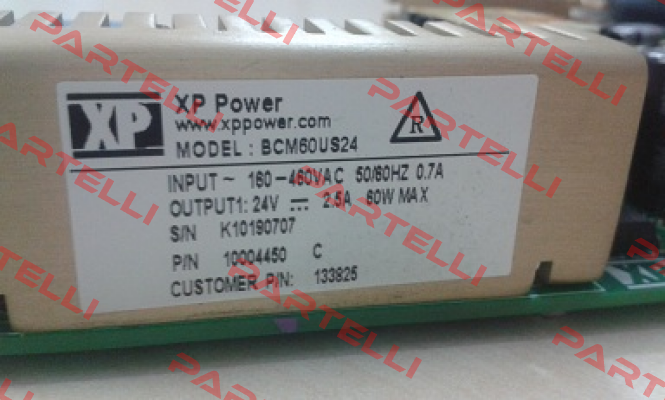 XP
XP Power
www.xppower.com
R
MODEL : BCM60US24
INPUT ~ 160-460VAC 50/60HZ 0.7A
OUTPUT1: 24V ⎓ 2.5A 60W MAX
S/N K10190707
P/N 10004450 C
CUSTOMER P/N: 133825
PARTELLI
PARTELLI
PARTELLI
PARTELLI
PARTELLI
PARTELLI
PARTELLI